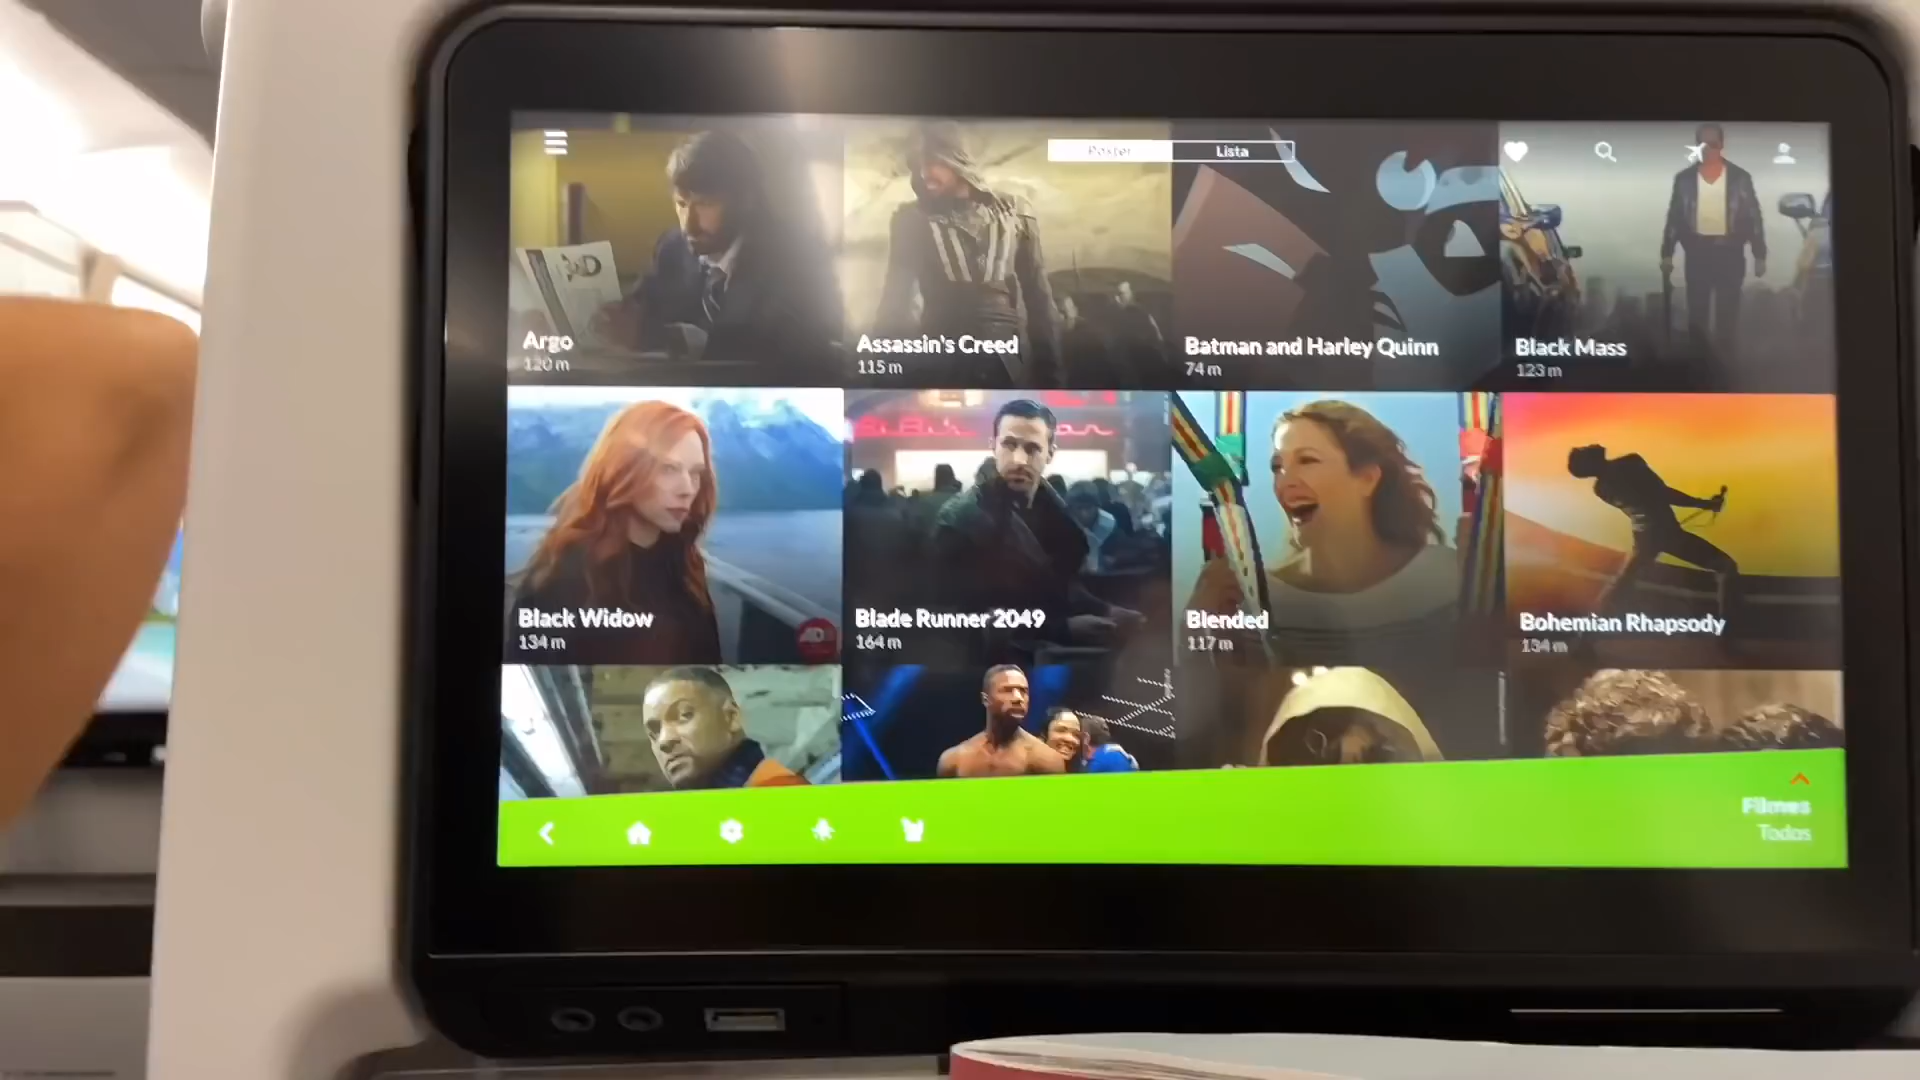 Poster
Lista
Argo
120 m
Assassin's Creed
115 m
Batman and Harley Quinn
74 m
Black Mass
123 m
Black Widow
134 m
AD
Blade Runner 2049
164 m
Blended
117 m
Bohemian Rhapsody
134 m
Filmes
Todos